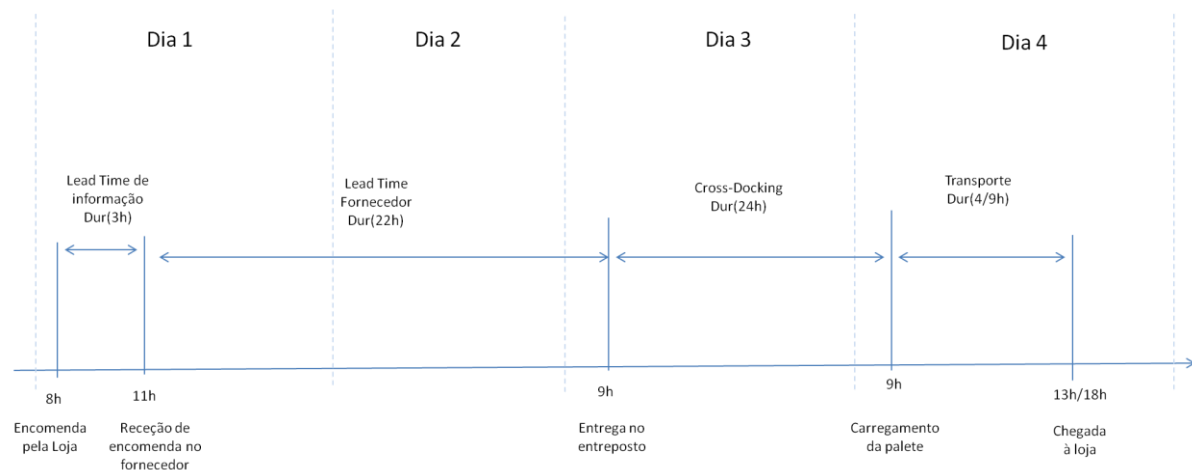 Dia 1
Dia 2
Dia 3
Dia 4
Lead Time de
informação
Dur(3h)
Lead Time
Fornecedor
Dur(22h)
Cross-Docking
Dur(24h)
Transporte
Dur(4/9h)
8h
11h
9h
9h
13h/18h
Encomenda
pela Loja
Receção de
encomenda no
fornecedor
Entrega no
entreposto
Carregamento
da palete
Chegada
à loja